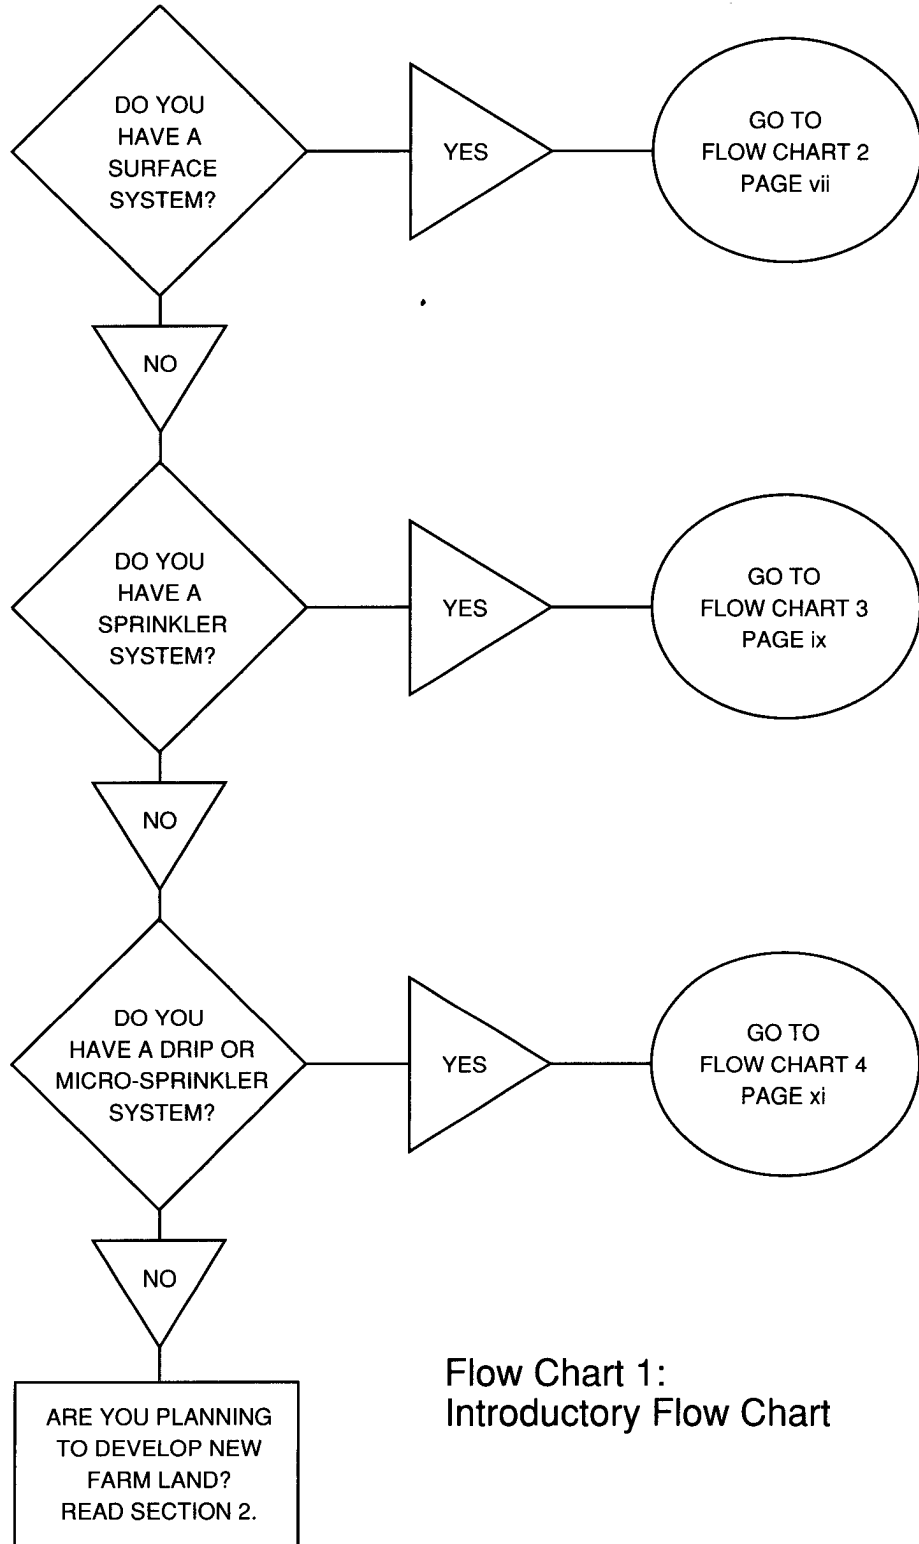 DO YOU
HAVE A
SURFACE
SYSTEM?
YES
GO TO
FLOW CHART 2
PAGE vii
NO
DO YOU
HAVE A
SPRINKLER
SYSTEM?
YES
GO TO
FLOW CHART 3
PAGE ix
NO
DO YOU
HAVE A DRIP OR
MICRO-SPRINKLER
SYSTEM?
YES
GO TO
FLOW CHART 4
PAGE xi
NO
ARE YOU PLANNING
TO DEVELOP NEW
FARM LAND?
READ SECTION 2.
Flow Chart 1:
Introductory Flow Chart